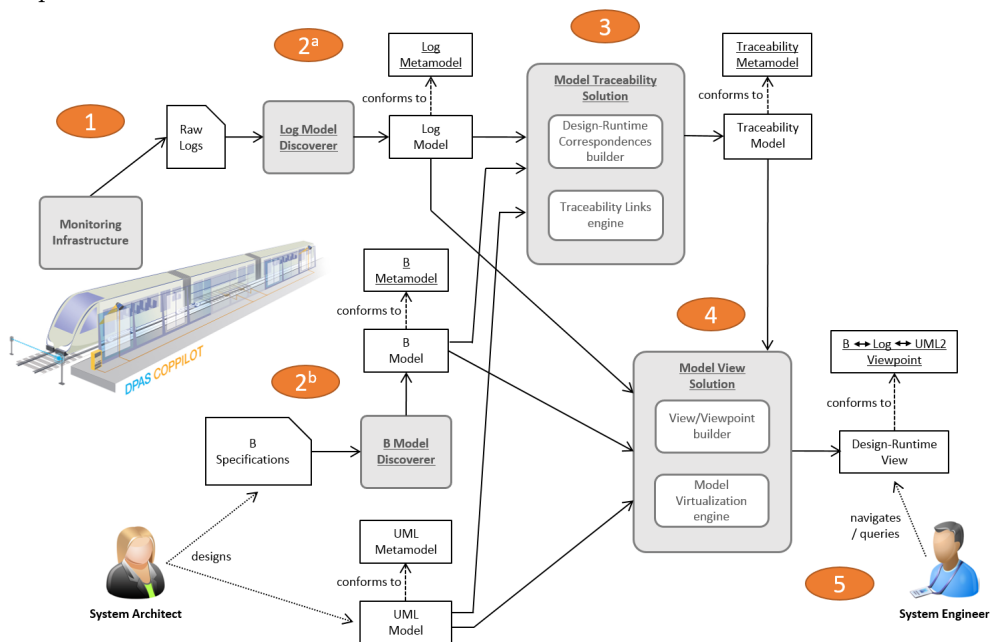 1
2a
3
Raw
Logs
Log Model
Discoverer
Log
Metamodel
conforms to
Log
Model
Model Traceability
Solution
Design-Runtime
Correspondences
builder
Traceability Links
engine
Traceability
Metamodel
conforms to
Traceability
Model
Monitoring
Infrastructure
DPAS COPPILOT
B
Metamodel
conforms to
B
Model
2b
B
Specifications
B Model
Discoverer
4
Model View
Solution
View/Viewpoint
builder
Model
Virtualization
engine
B ↔ Log ↔ UML2
Viewpoint
conforms to
Design-Runtime
View
navigates
/ queries
5
System Engineer
designs
System Architect
UML
Metamodel
conforms to
UML
Model